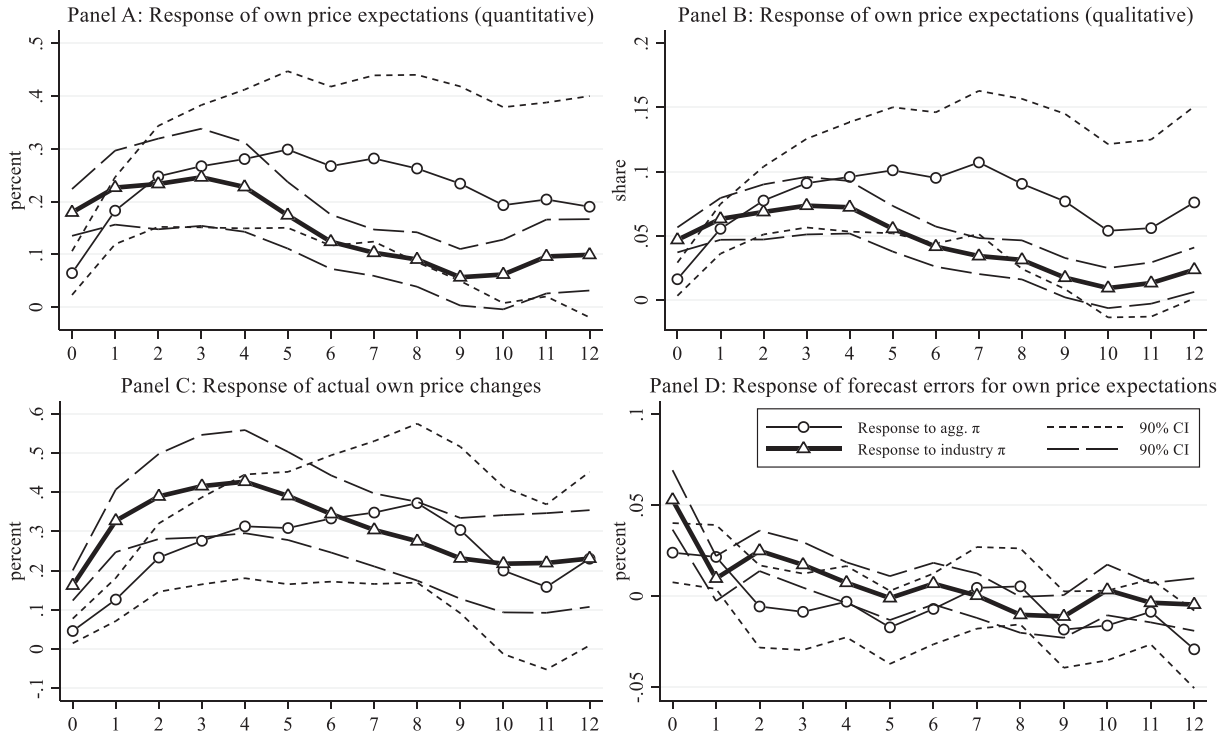 Panel A: Response of own price expectations (quantitative)
.5
.4
.3
.2
.1
0
percent
0 1 2 3 4 5 6 7 8 9 10 11 12
Panel B: Response of own price expectations (qualitative)
.2
.15
.1
.05
0
share
0 1 2 3 4 5 6 7 8 9 10 11 12
Panel C: Response of actual own price changes
.6
.5
.4
.3
.2
.1
0
-.1
percent
0 1 2 3 4 5 6 7 8 9 10 11 12
Panel D: Response of forecast errors for own price expectations
.1
.05
0
-.05
percent
Response to agg. π 90% CI
Response to industry π 90% CI
0 1 2 3 4 5 6 7 8 9 10 11 12